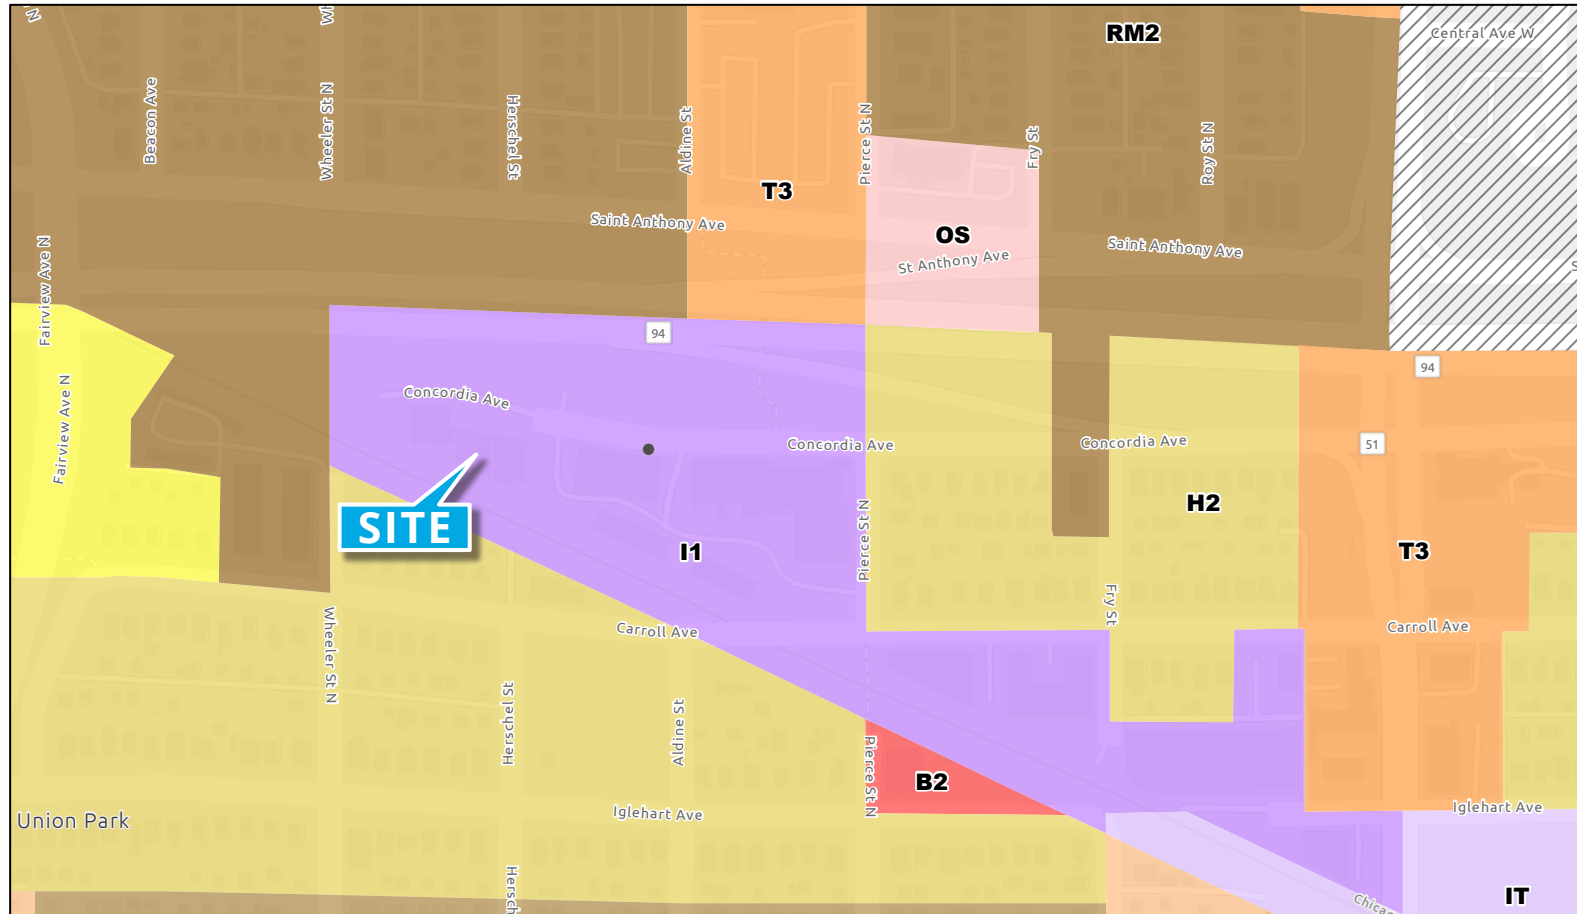 N
Wh
RM2
Central Ave W
Beacon Ave
Wheeler St N
Herschel St
Aldine St
Pierce St N
Fry St
Roy St N
T3
Saint Anthony Ave
OS
St Anthony Ave
Saint Anthony Ave
S
Fairview Ave N
94
94
Fairview Ave N
Concordia Ave
Concordia Ave
Concordia Ave
51
SITE
I1
Pierce St N
H2
T3
Wheeler St N
Carroll Ave
Fry St
Carroll Ave
Herschel St
Aldine St
Pierce St N
B2
Union Park
Iglehart Ave
Iglehart Ave
Hersch
IT
Chicag